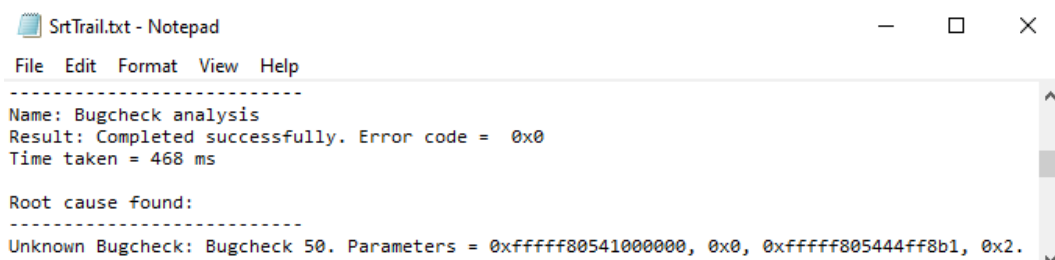 SrtTrail.txt - Notepad
File Edit Format View Help
---------------------------
Name: Bugcheck analysis
Result: Completed successfully. Error code =  0x0
Time taken = 468 ms
Root cause found:
---------------------------
Unknown Bugcheck: Bugcheck 50. Parameters = 0xfffff80541000000, 0x0, 0xfffff805444ff8b1, 0x2.